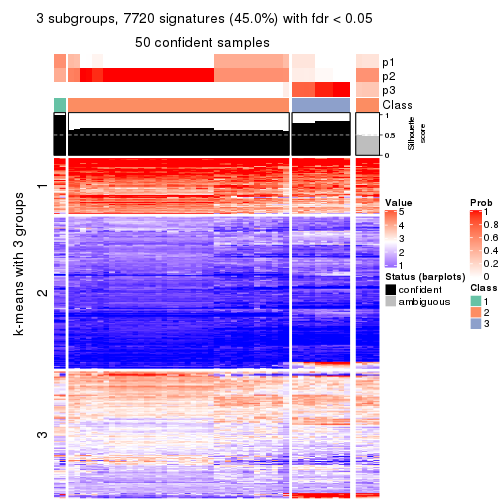 3 subgroups, 7720 signatures (45.0%) with fdr < 0.05
50 confident samples
p1
p2
p3
Class
1
0.5
0
Silhouette
score
k-means with 3 groups
1
2
3
Value
5
4
3
2
1
Status (barplots)
confident
ambiguous
Prob
1
0.8
0.6
0.4
0.2
0
Class
1
2
3